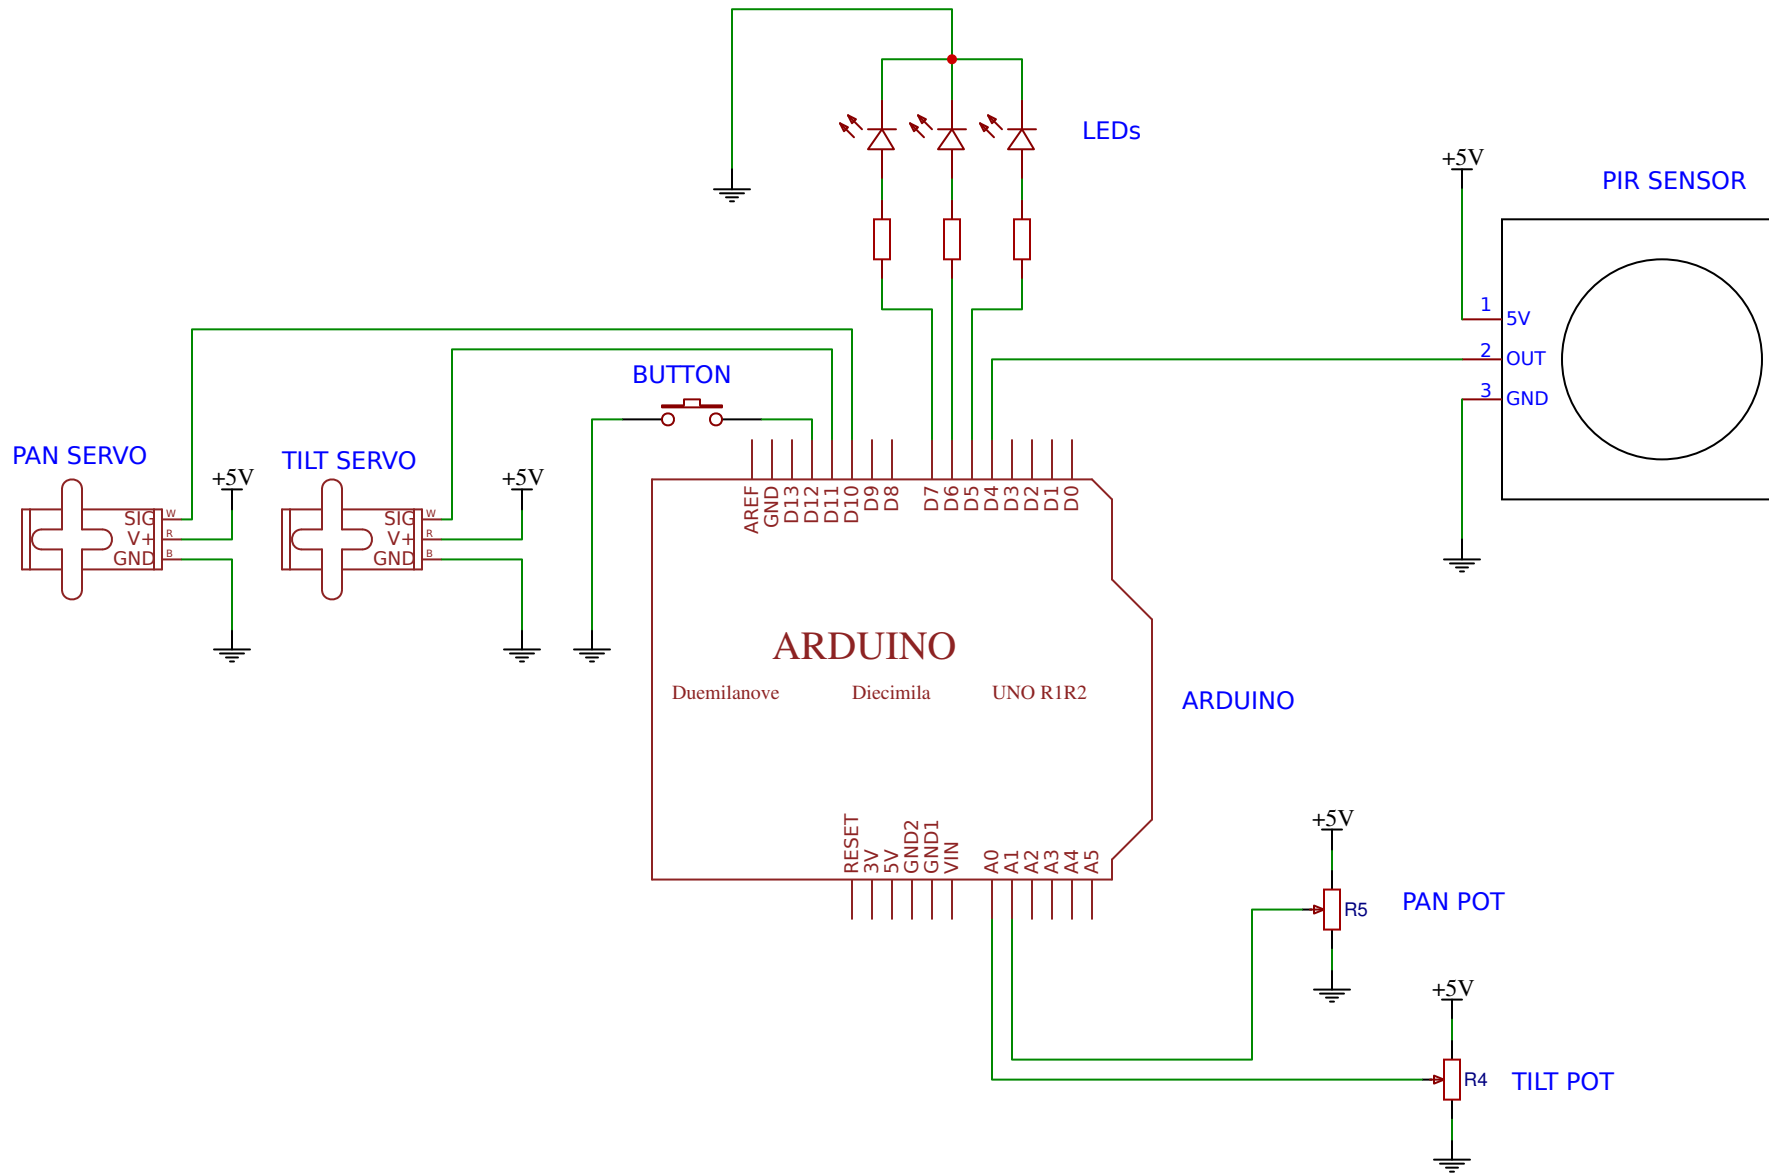 LEDs
+5V
PIR SENSOR
1
5V
2
OUT
3
GND
BUTTON
PAN SERVO
+5V
SIG
W
V+
R
GND
B
TILT SERVO
+5V
SIG
W
V+
R
GND
B
AREF
GND
D13
D12
D11
D10
D9
D8
D7
D6
D5
D4
D3
D2
D1
D0
ARDUINO
Duemilanove
Diecimila
UNO R1R2
ARDUINO
RESET
3V
5V
GND2
GND1
VIN
A0
A1
A2
A3
A4
A5
+5V
R5
PAN POT
+5V
R4
TILT POT